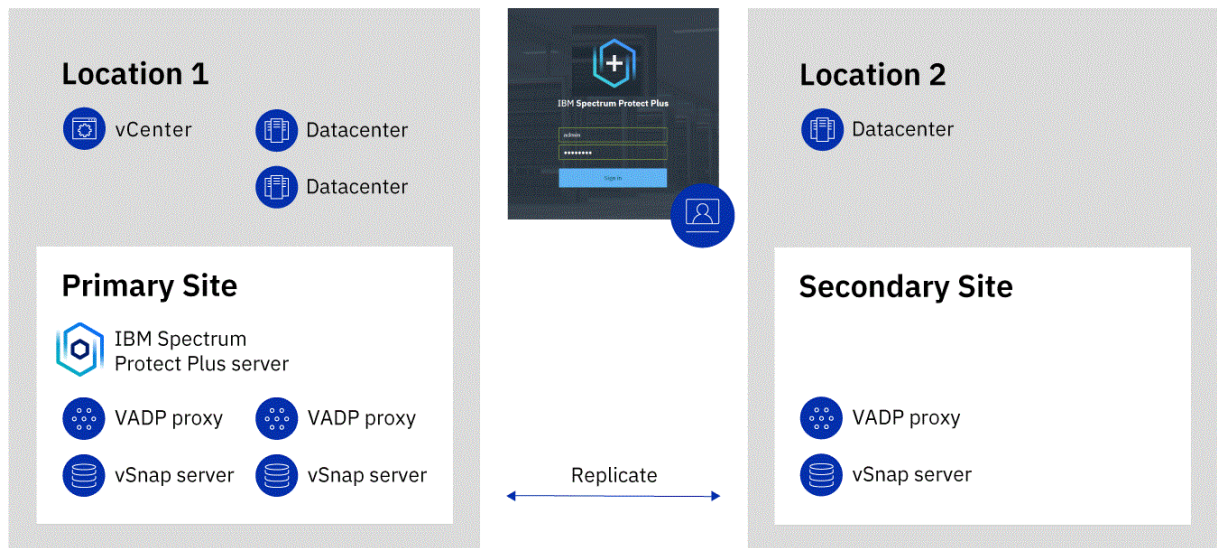 Location 1
vCenter
Datacenter
Datacenter
Primary Site
IBM Spectrum
Protect Plus server
VADP proxy
VADP proxy
vSnap server
vSnap server
IBM Spectrum Protect Plus
admin
Sign in
Replicate
Location 2
Datacenter
Secondary Site
VADP proxy
vSnap server